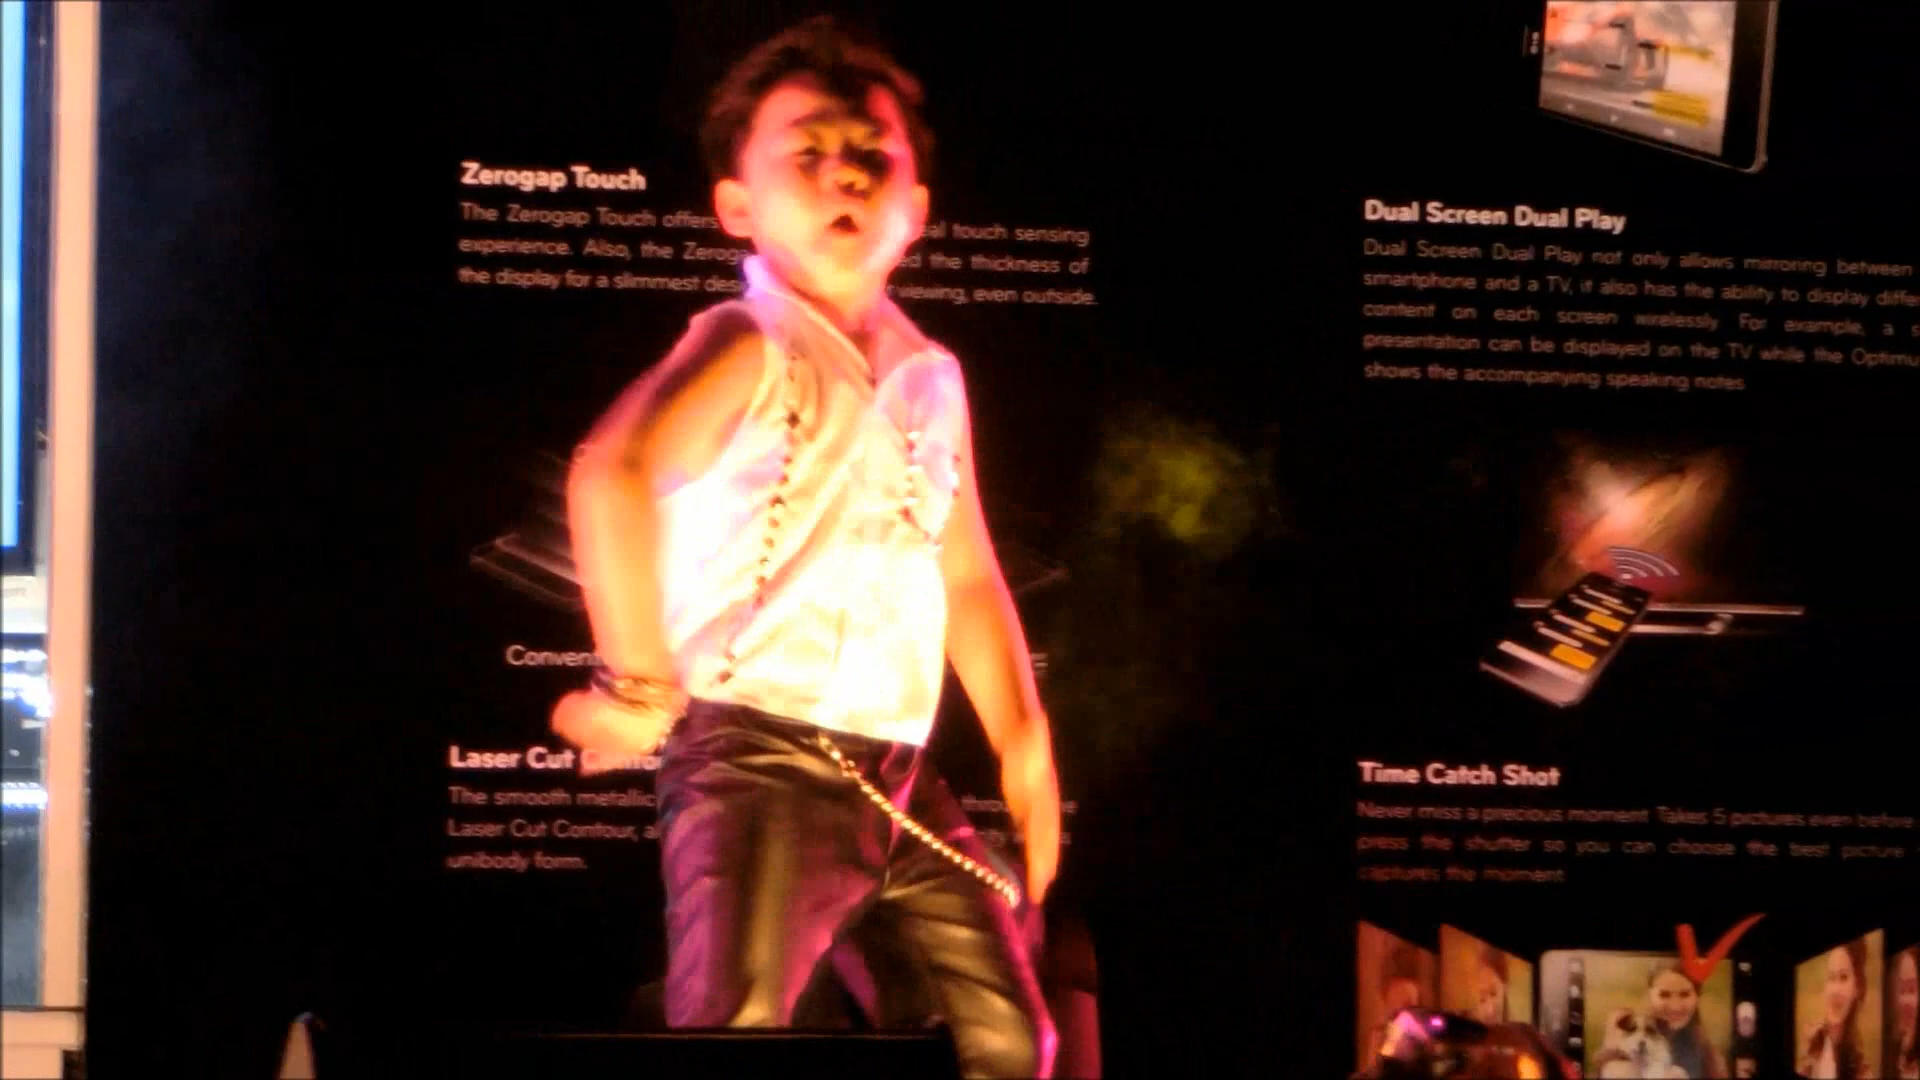 Zerogap Touch
The Zerogap Touch offers
eal touch sensing
experience. Also, the Zerog
d the thickness of
the display for a slimmest des
viewing, even outside.
Conven
Laser Cut Contou
The smooth metallic
throu
Laser Cut Contour, a
unibody form.
Dual Screen Dual Play
Dual Screen Dual Play not only allows mirroring between
smartphone and a TV, it also has the ability to display differe
content on each screen wirelessly. For example, a s
presentation can be displayed on the TV while the Optimu
shows the accompanying speaking notes
Time Catch Shot
Never miss a precious moment Takes 5 pictures even before
press the shutter so you can choose the best picture
captures the moment